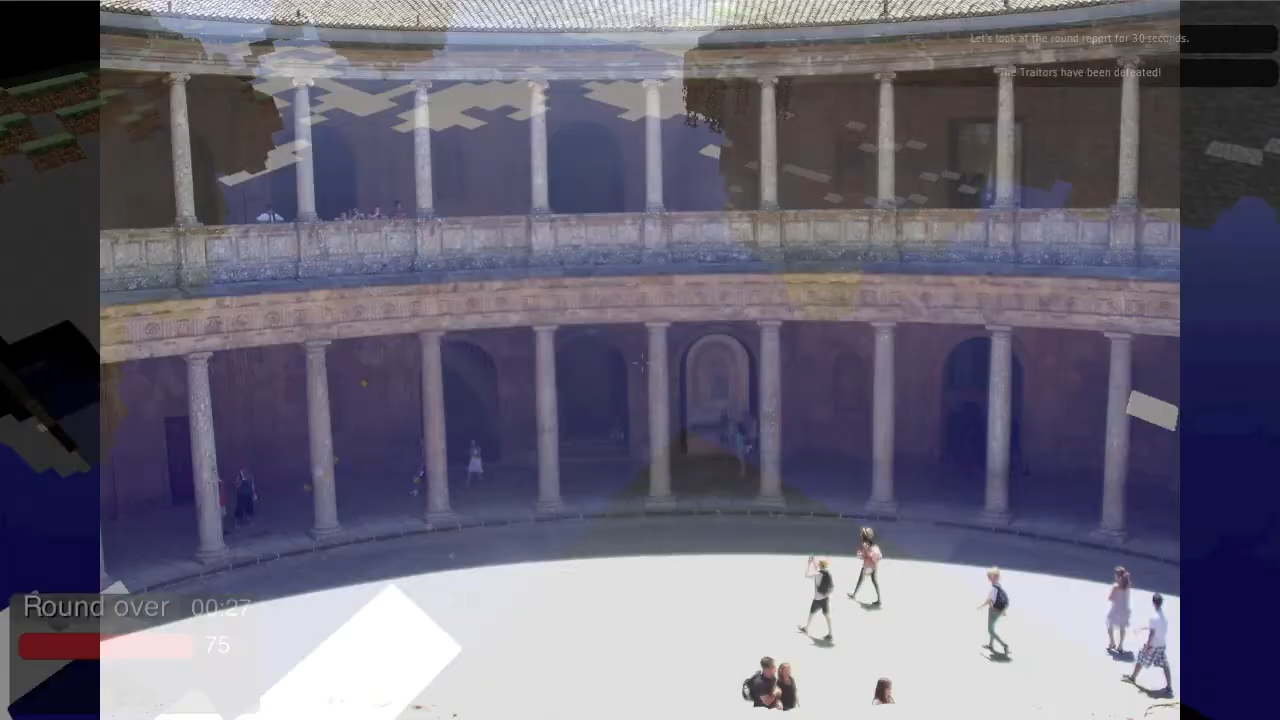 Let's look at the round report for 30 seconds.
The Traitors have been defeated!
Round over 00:27
75